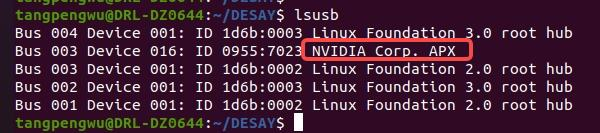 tangpengwu@DRL-DZ0644:~/DESAY$ lsusb
Bus 004 Device 001: ID 1d6b:0003 Linux Foundation 3.0 root hub
Bus 003 Device 016: ID 0955:7023 NVIDIA Corp. APX
Bus 003 Device 001: ID 1d6b:0002 Linux Foundation 2.0 root hub
Bus 002 Device 001: ID 1d6b:0003 Linux Foundation 3.0 root hub
Bus 001 Device 001: ID 1d6b:0002 Linux Foundation 2.0 root hub
tangpengwu@DRL-DZ0644:~/DESAY$